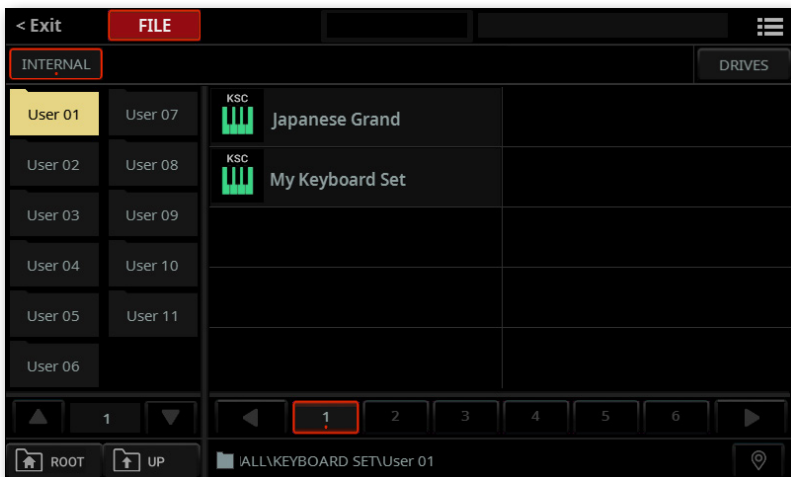 < Exit FILE
INTERNAL DRIVES
User 01 User 07
User 02 User 08
User 03 User 09
User 04 User 10
User 05 User 11
User 06
KSC
Japanese Grand
KSC
My Keyboard Set
1 1 2 3 4 5 6
ROOT UP ALL\KEYBOARD SET\User 01